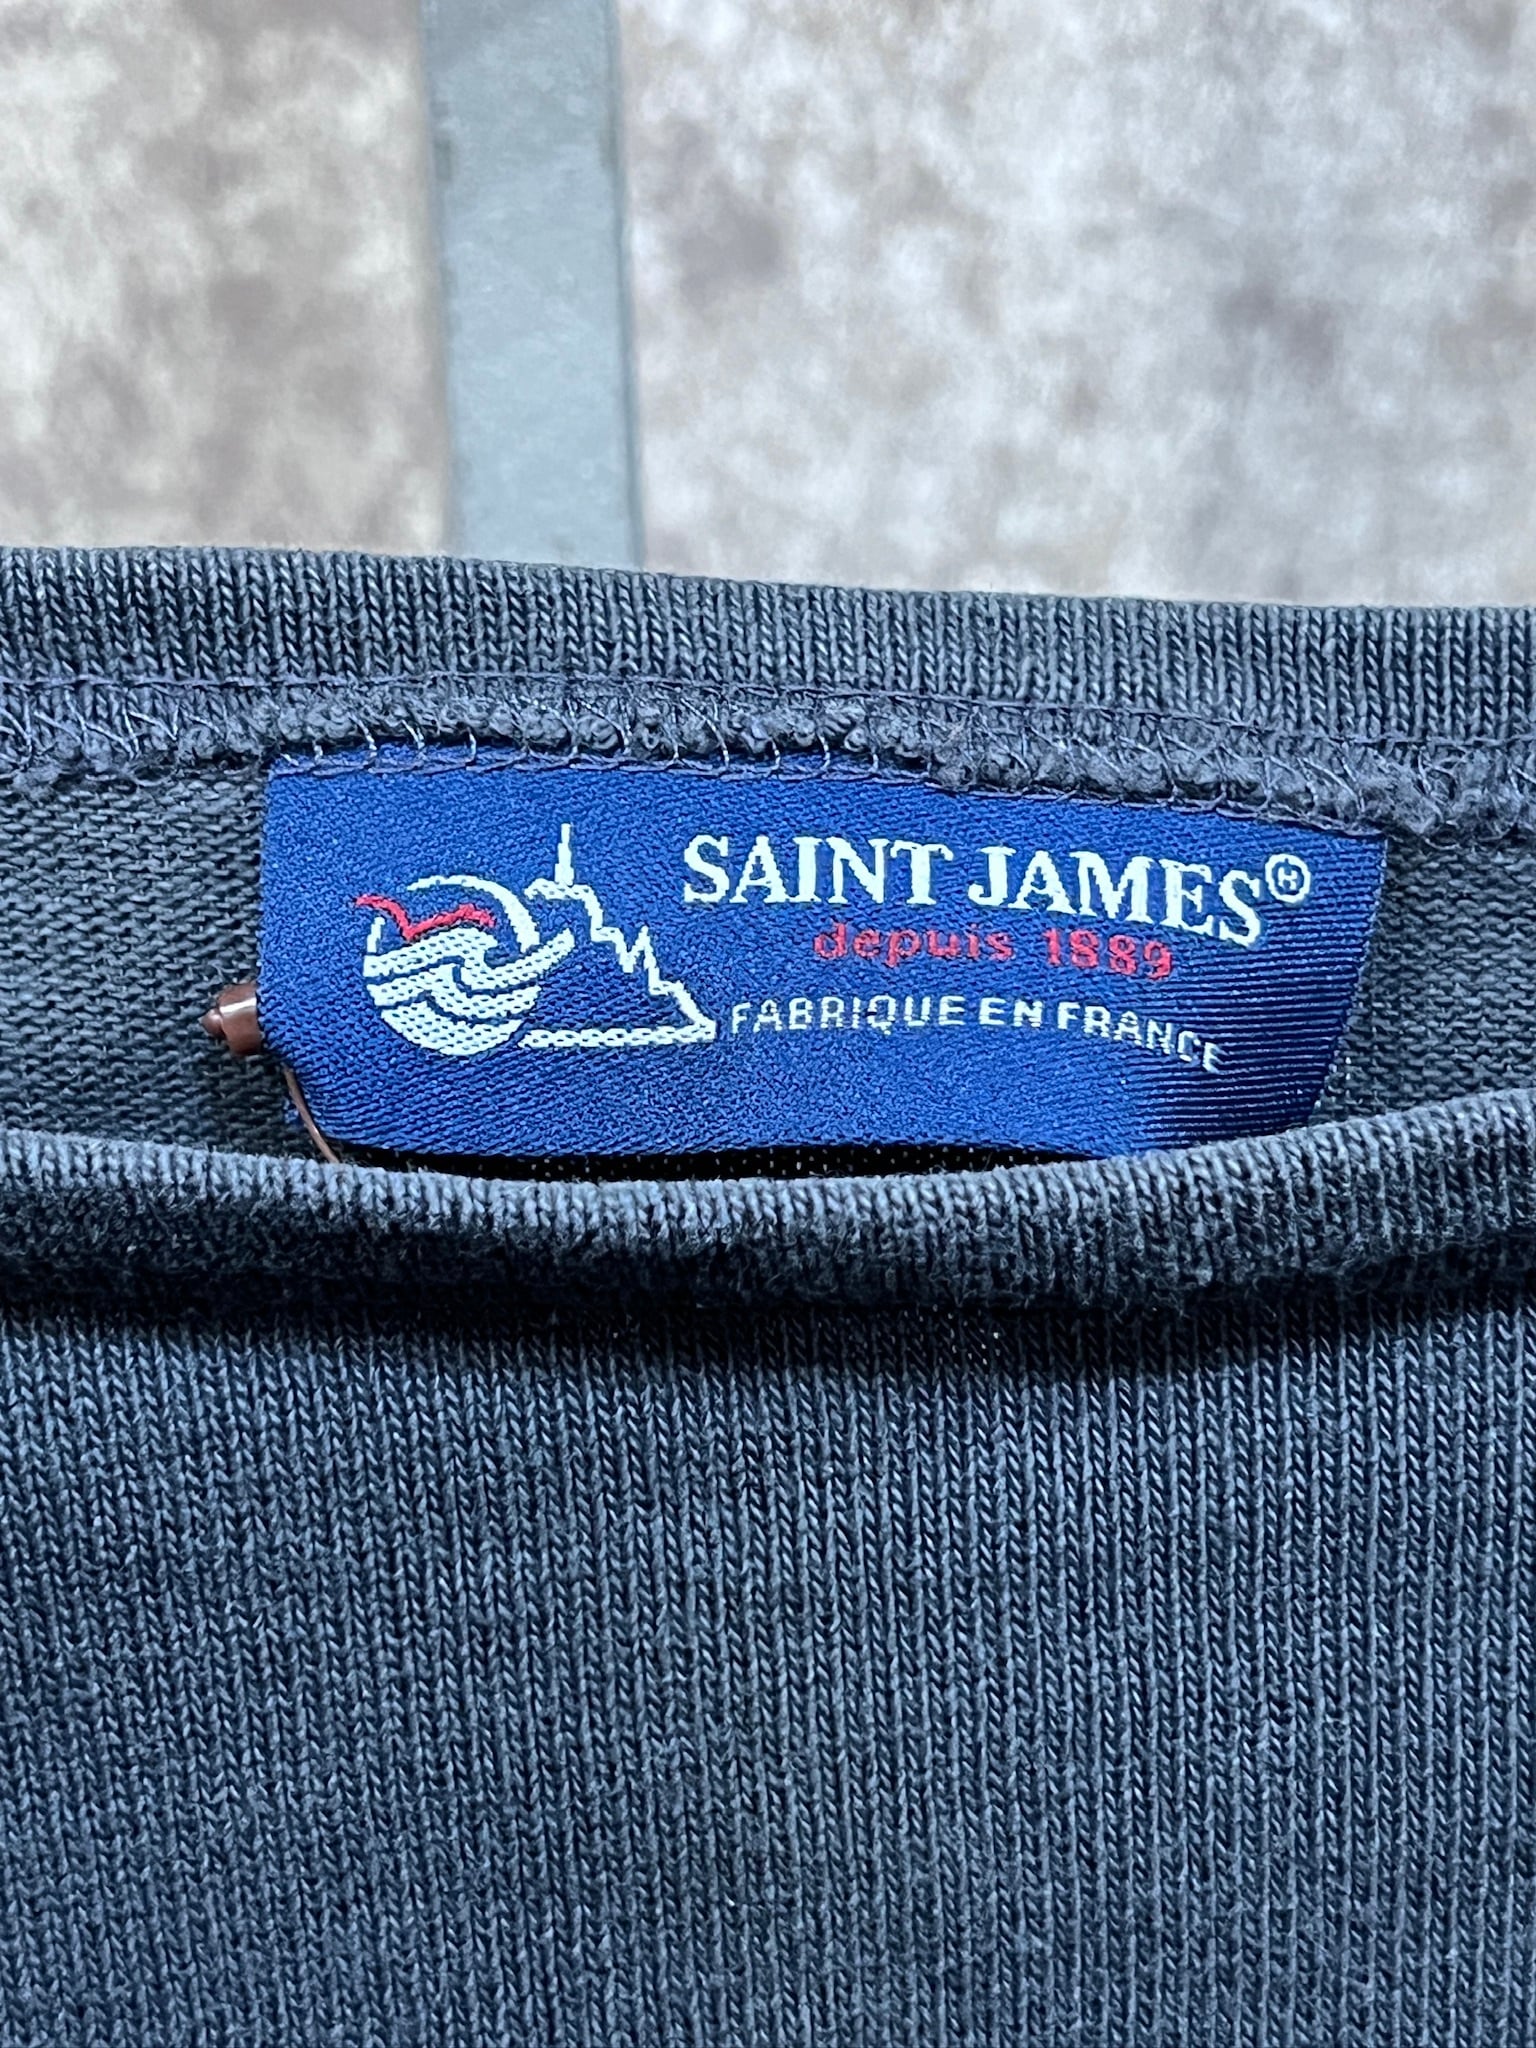 SAINT JAMES®
depuis 1889
FABRIQUE EN FRANCE